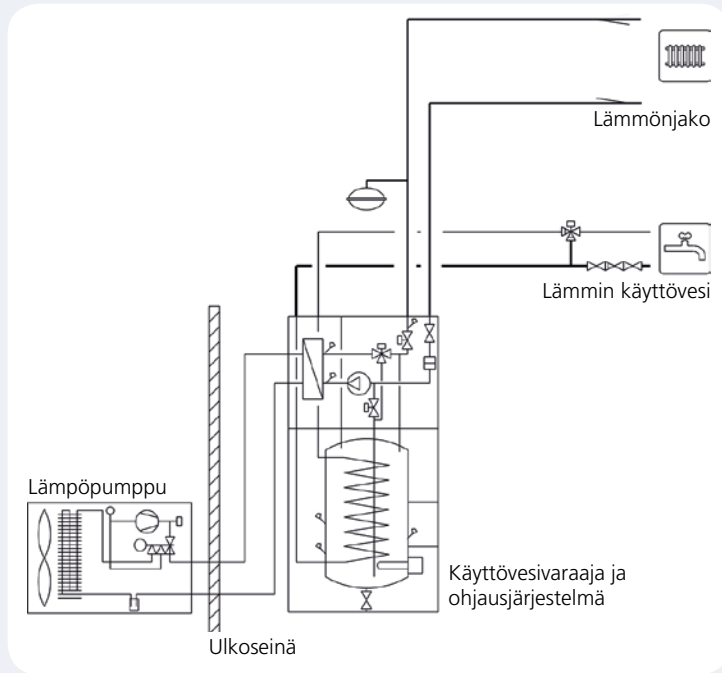 Lämmönjako
Lämmin käyttövesi
Lämpöpumppu
Käyttövesivaraaja ja
ohjausjärjestelmä
Ulkoseinä